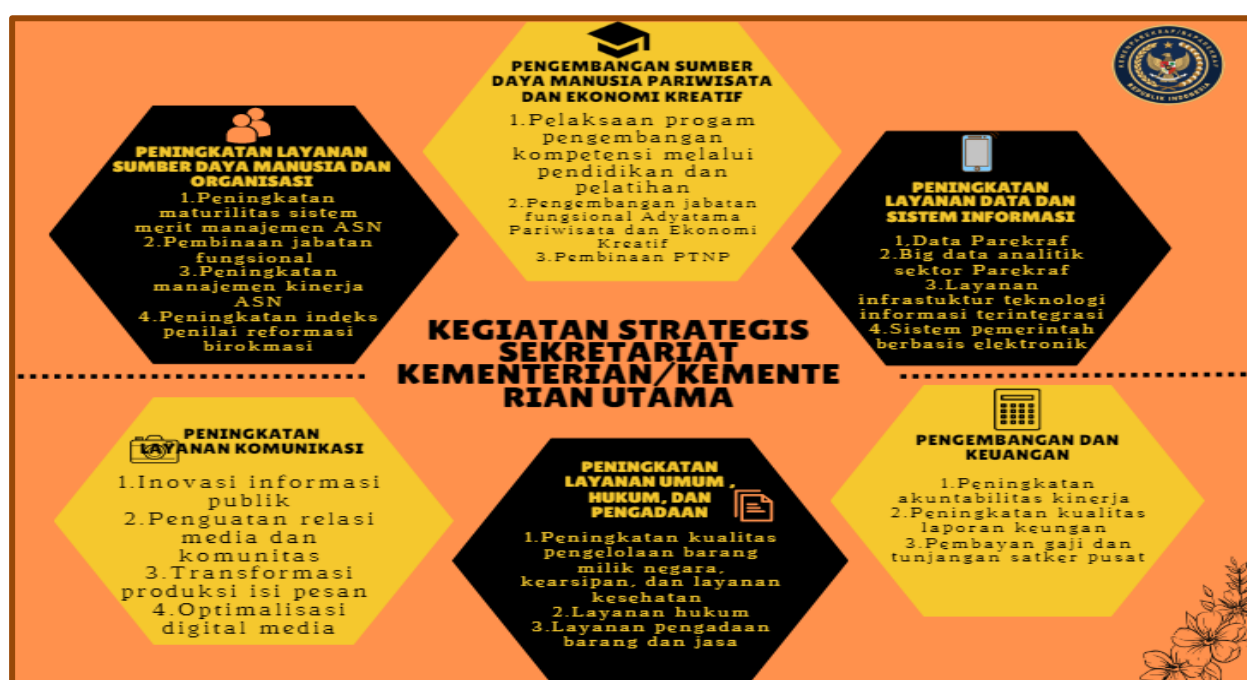 PENGEMBANGAN SUMBER
DAYA MANUSIA PARIWISATA
DAN EKONOMI KREATIF
1.Pelaksaan progam
pengembangan
kompetensi melalui
pendidikan dan
pelatihan
2.Pengembangan jabatan
fungsional Adyatama
Pariwisata dan Ekonomi
Kreatif
3.Pembinaan PTNP
KEMENPAREKRAF/BAPAREKRAF
REPUBLIK INDONESIA
PENINGKATAN LAYANAN
SUMBER DAYA MANUSIA DAN
ORGANISASI
1.Peningkatan
maturilitas sistem
merit manajemen ASN
2.Pembinaan jabatan
fungsional
3.Peningkatan
manajemen kinerja
ASN
4.Peningkatan indeks
penilai reformasi
birokmasi
PENINGKATAN
LAYANAN DATA DAN
SISTEM INFORMASI
1,Data Parekraf
2.Big data analitik
sektor Parekraf
3.Layanan
infrastuktur teknologi
informasi terintegrasi
4.Sistem pemerintah
berbasis elektronik
KEGIATAN STRATEGIS
SEKRETARIAT
KEMENTERIAN/KEMENTE
RIAN UTAMA
PENINGKATAN
LAYANAN KOMUNIKASI
1.Inovasi informasi
publik
2.Penguatan relasi
media dan
komunitas
3.Transformasi
produksi isi pesan
4.Optimalisasi
digital media
PENINGKATAN
LAYANAN UMUM ,
HUKUM, DAN
PENGADAAN
1.Peningkatan kualitas
pengelolaan barang
milik negara,
kearsipan, dan layanan
kesehatan
2.Layanan hukum
3.Layanan pengadaan
barang dan jasa
PENGEMBANGAN DAN
KEUANGAN
1.Peningkatan
akuntabilitas kinerja
2.Peningkatan kualitas
laporan keungan
3.Pembayan gaji dan
tunjangan satker pusat